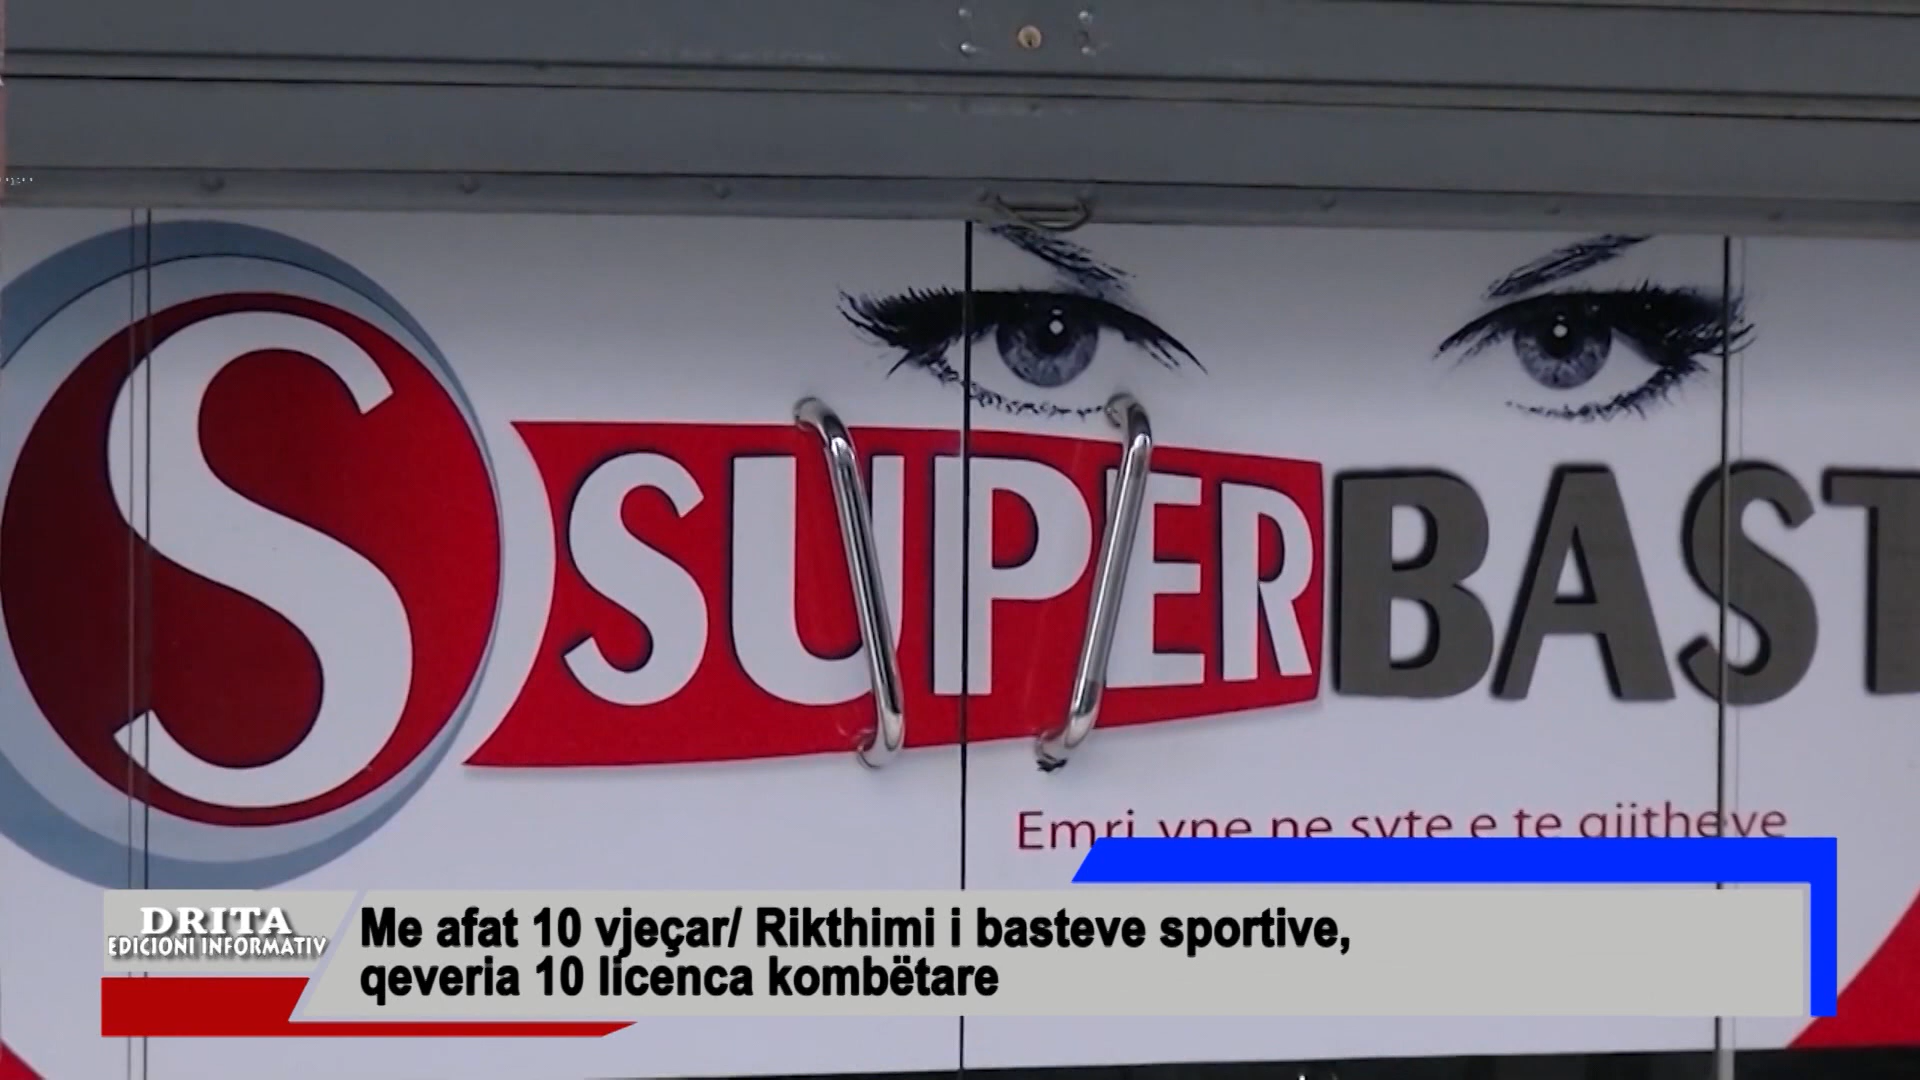 S
SUPERBAST
Emri yne ne syte e te gjitheve
DRITA
EDICIONI INFORMATIV
Me afat 10 vjeçar/ Rikthimi i basteve sportive,
qeveria 10 licenca kombëtare